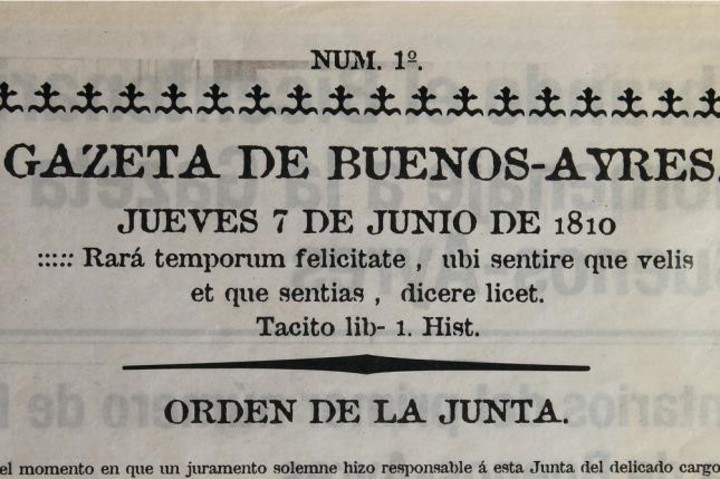 NUM. 1º.
GAZETA DE BUENOS-AYRES.
JUEVES 7 DE JUNIO DE 1810
::::: Rará temporum felicitate , ubi sentire que velis
et que sentias , dicere licet.
Tacito lib- 1. Hist.
ORDEN DE LA JUNTA.
el momento en que un juramento solemne hizo responsable á esta Junta del delicado cargo